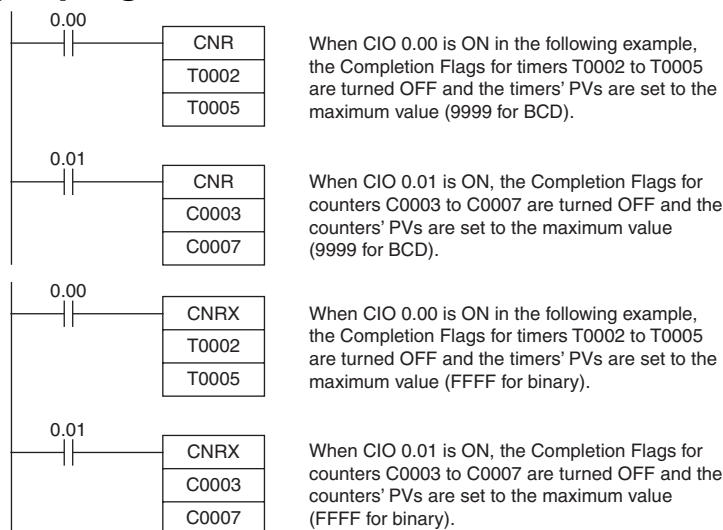 0.00
CNR
T0002
T0005
When CIO 0.00 is ON in the following example,
the Completion Flags for timers T0002 to T0005
are turned OFF and the timers' PVs are set to the
maximum value (9999 for BCD).
0.01
CNR
C0003
C0007
When CIO 0.01 is ON, the Completion Flags for
counters C0003 to C0007 are turned OFF and the
counters' PVs are set to the maximum value
(9999 for BCD).
0.00
CNRX
T0002
T0005
When CIO 0.00 is ON in the following example,
the Completion Flags for timers T0002 to T0005
are turned OFF and the timers' PVs are set to the
maximum value (FFFF for binary).
0.01
CNRX
C0003
C0007
When CIO 0.01 is ON, the Completion Flags for
counters C0003 to C0007 are turned OFF and the
counters' PVs are set to the maximum value
(FFFF for binary).